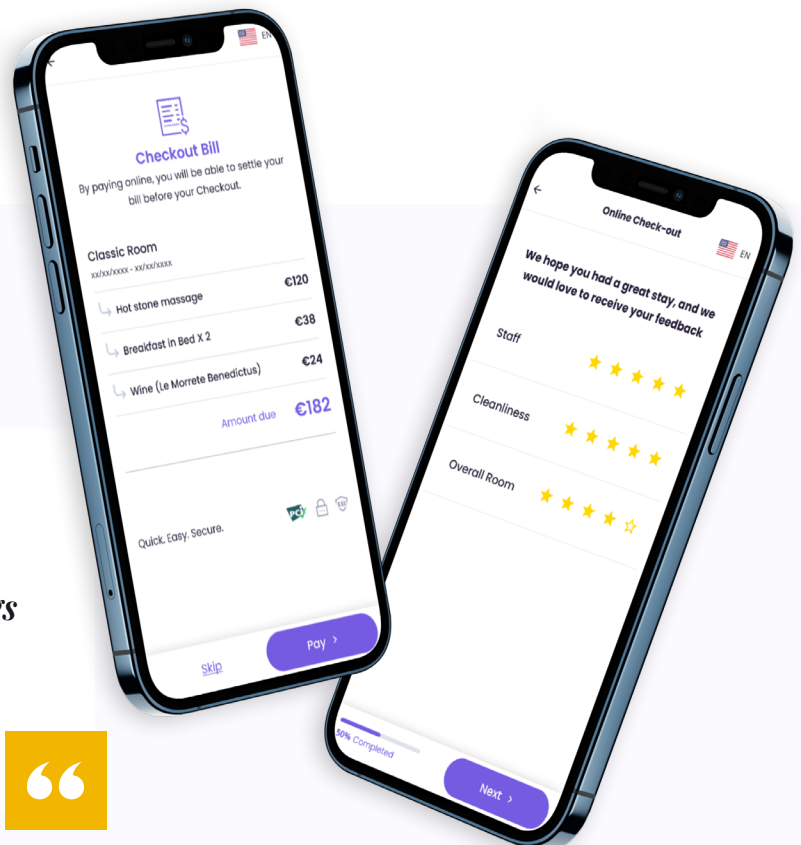 EN
Checkout Bill
By paying online, you will be able to settle your
bill before your Checkout.
Classic Room
xx/xx/xxxx - xx/xx/xxxx
Hot stone massage €120
Breakfast in Bed X 2 €38
Wine (Le Morrete Benedictus) €24
Amount due €182
Quick. Easy. Secure.
PCI
SSL
Skip
Pay >
Online Check-out
EN
We hope you had a great stay, and we
would love to receive your feedback
Staff
Cleanliness
Overall Room
50% Completed
Next >
“